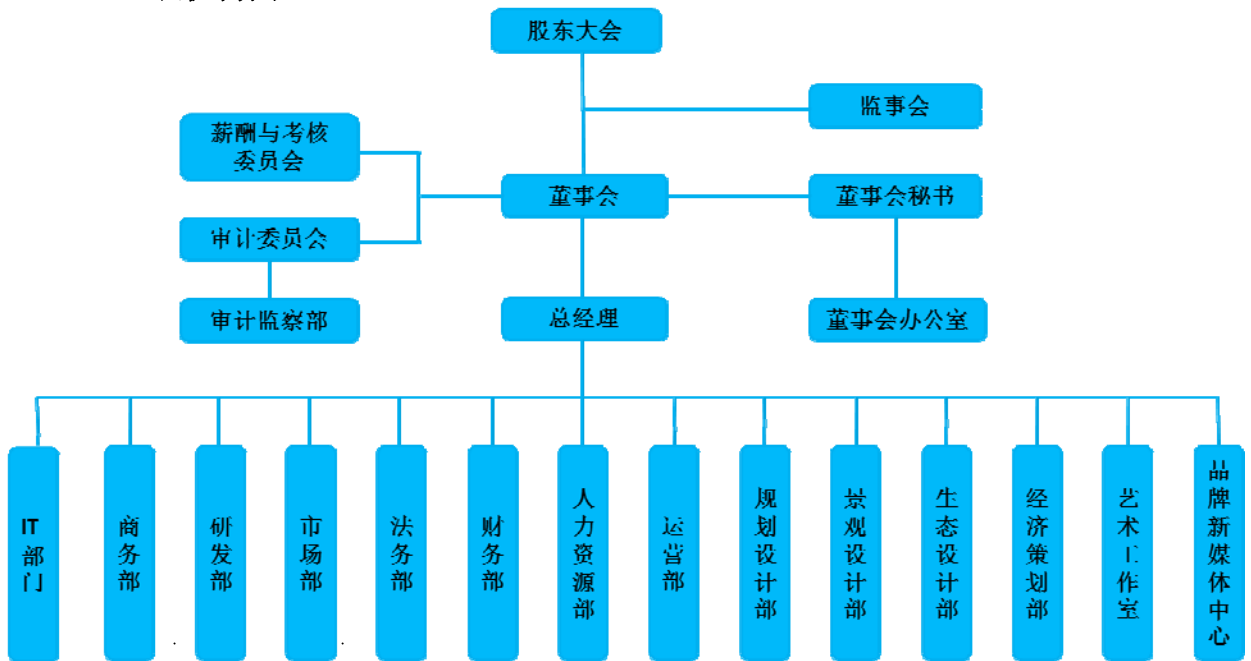 股东大会
监事会
薪酬与考核
委员会
董事会
董事会秘书
审计委员会
审计监察部
总经理
董事会办公室
IT部门
商务部
研发部
市场部
法务部
财务部
人力资源部
运营部
规划设计部
景观设计部
生态设计部
经济策划部
艺术工作室
品牌新媒体中心